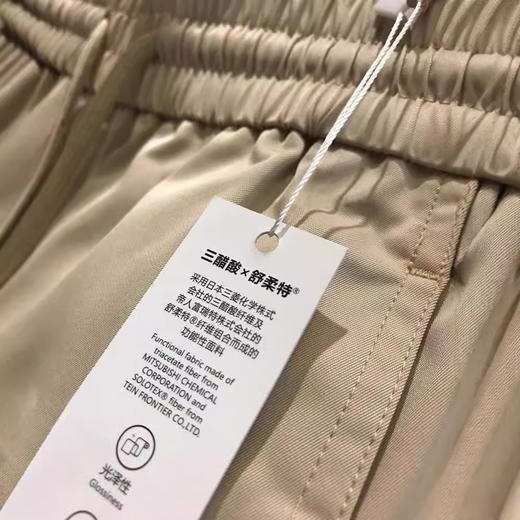 三醋酸×舒柔特®
采用日本三菱化学株式
会社的三醋酸纤维及
帝人富瑞特株式会社的
舒柔特®纤维组合而成的
功能性面料
Functional fabric made of
triacetate fiber from
MITSUBISHI CHEMICAL
CORPORATION and
SOLOTEX® fiber from
TEIN FRONTIER CO.,LTD.
光泽性
Glossiness